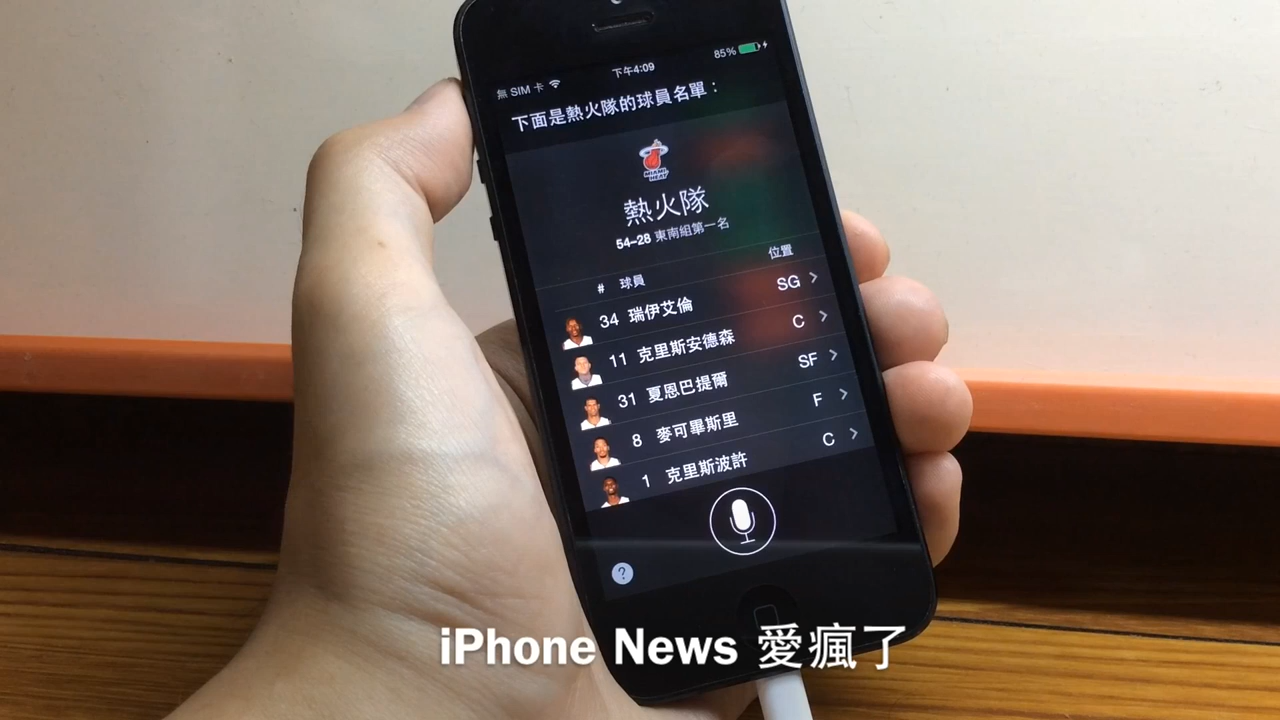 無 SIM 卡 下午4:09 85%
下面是熱火隊的球員名單：
MIAMI
HEAT
熱火隊
54–28 東南組第一名
# 球員 位置
34 瑞伊艾倫 SG
11 克里斯安德森 C
31 夏恩巴提爾 SF
8 麥可畢斯里 F
1 克里斯波許 C
?
iPhone News 愛瘋了